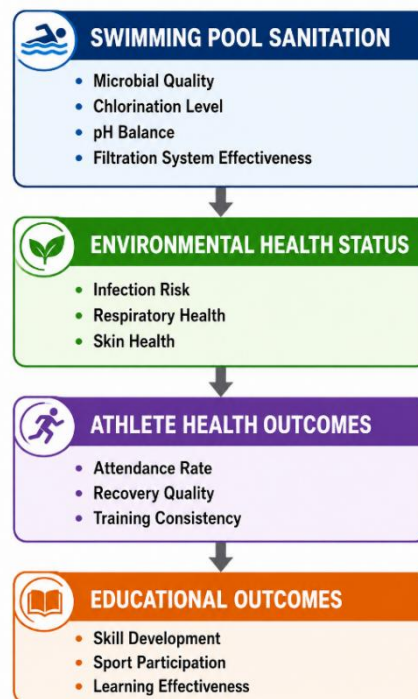 SWIMMING POOL SANITATION
• Microbial Quality
• Chlorination Level
• pH Balance
• Filtration System Effectiveness
ENVIRONMENTAL HEALTH STATUS
• Infection Risk
• Respiratory Health
• Skin Health
ATHLETE HEALTH OUTCOMES
• Attendance Rate
• Recovery Quality
• Training Consistency
EDUCATIONAL OUTCOMES
• Skill Development
• Sport Participation
• Learning Effectiveness